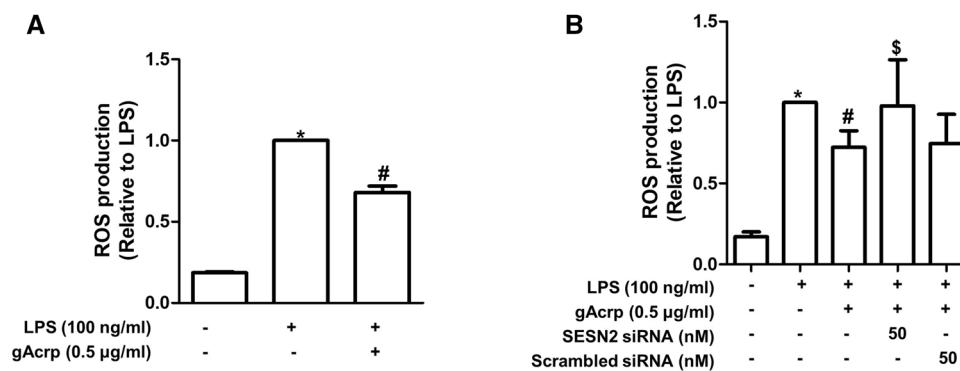 A
ROS production
(Relative to LPS)
1.5
1.0
0.5
0.0
*
#
LPS (100 ng/ml) - + +
gAcrp (0.5 µg/ml) - - +
B
ROS production
(Relative to LPS)
1.5
1.0
0.5
0.0
*
#
$
LPS (100 ng/ml) - + + + +
gAcrp (0.5 µg/ml) - - + + +
SESN2 siRNA (nM) - - - 50 -
Scrambled siRNA (nM) - - - - 50